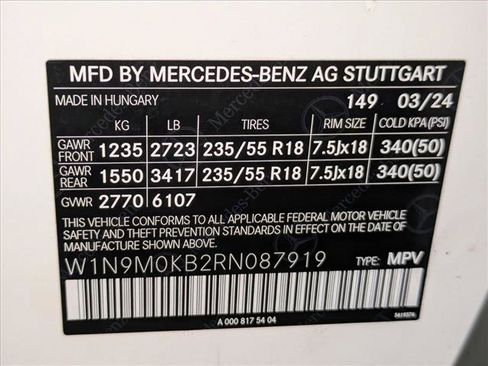 MFD BY MERCEDES-BENZ AG STUTTGART
MADE IN HUNGARY 149 03/24
KG LB TIRES RIM SIZE COLD KPA(PSI)
GAWR FRONT 1235 2723 235/55 R18 7.5Jx18 340(50)
GAWR REAR 1550 3417 235/55 R18 7.5Jx18 340(50)
GVWR 2770 6107
THIS VEHICLE CONFORMS TO ALL APPLICABLE FEDERAL MOTOR VEHICLE
SAFETY STANDARDS IN EFFECT ON THE DATE OF
MANUFACTURE SHOWN ABOVE.
W1N9M0KB2RN087919 TYPE: MPV
A 000 817 54 04